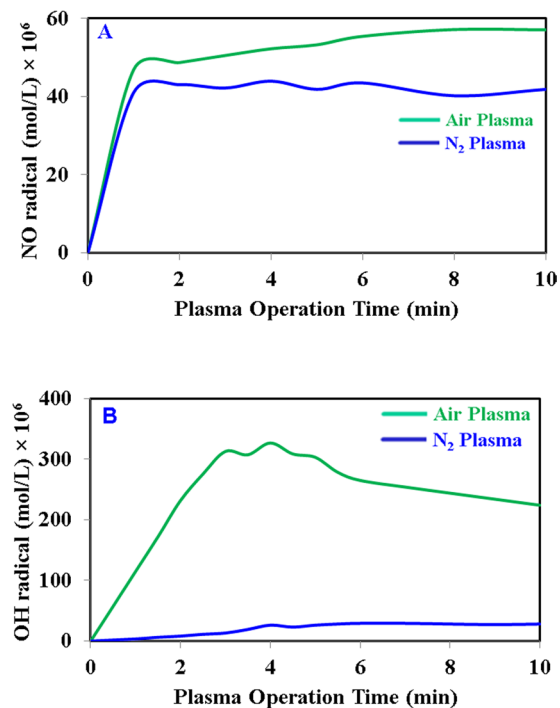 A
60
40
20
0
NO radical (mol/L) × 10⁶
Air Plasma
N₂ Plasma
0 2 4 6 8 10
Plasma Operation Time (min)
B
400
300
200
100
0
OH radical (mol/L) × 10⁶
Air Plasma
N₂ Plasma
0 2 4 6 8 10
Plasma Operation Time (min)